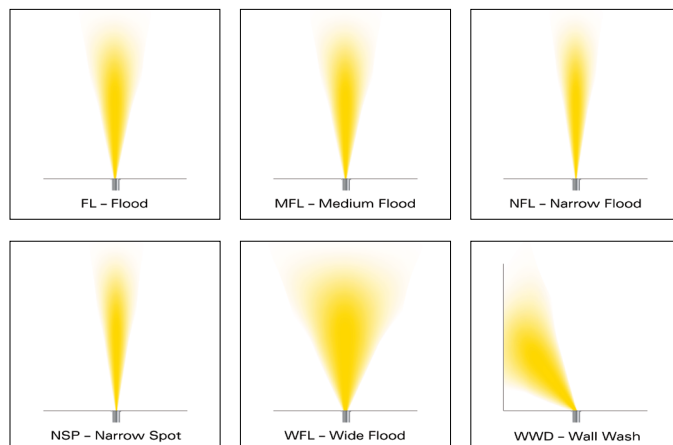 FL – Flood
MFL – Medium Flood
NFL – Narrow Flood
NSP – Narrow Spot
WFL – Wide Flood
WWD – Wall Wash